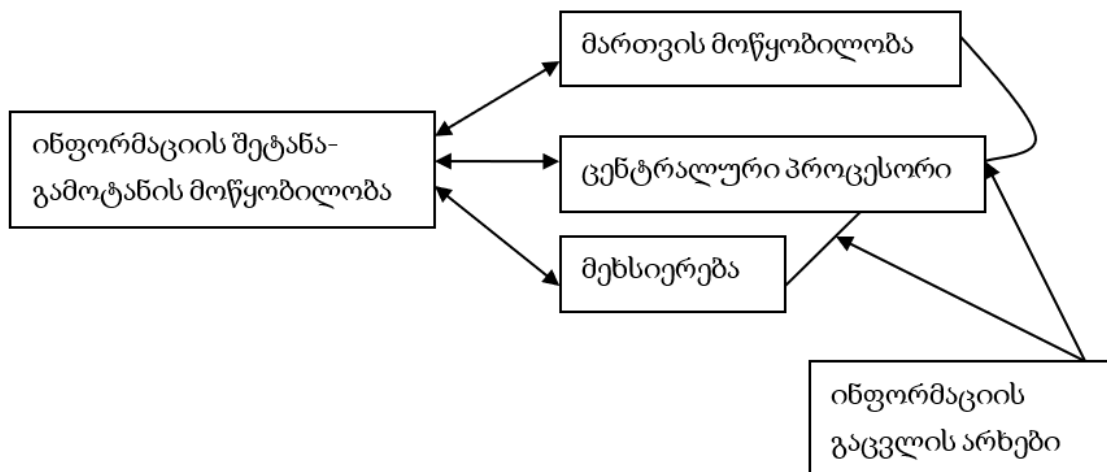 მართვის მოწყობილობა
ინფორმაციის შეტანა-
გამოტანის მოწყობილობა
ცენტრალური პროცესორი
მეხსიერება
ინფორმაციის
გაცვლის არხები